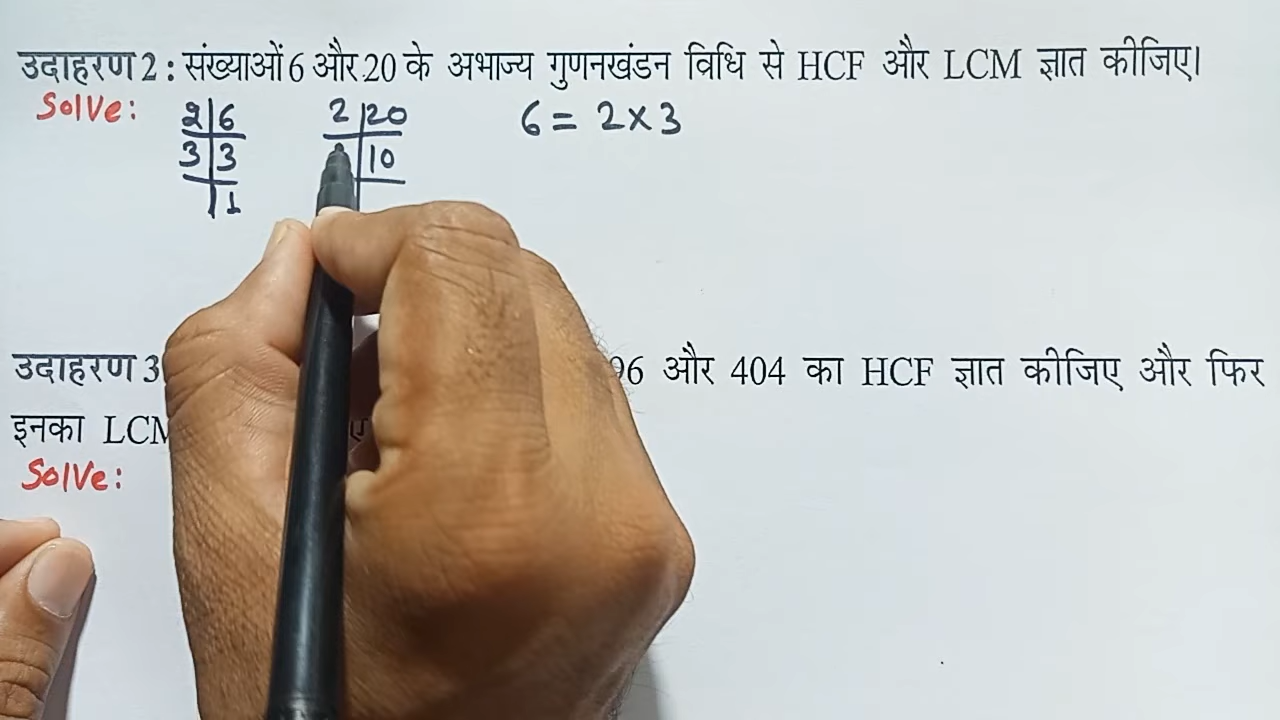 उदाहरण 2 : संख्याओं 6 और 20 के अभाज्य गुणनखंडन विधि से HCF और LCM ज्ञात कीजिए।
Solve:
2 6
3 3
1
2 20
10
6 = 2 x 3
उदाहरण 3 96 और 404 का HCF ज्ञात कीजिए और फिर
इनका LCM
Solve: